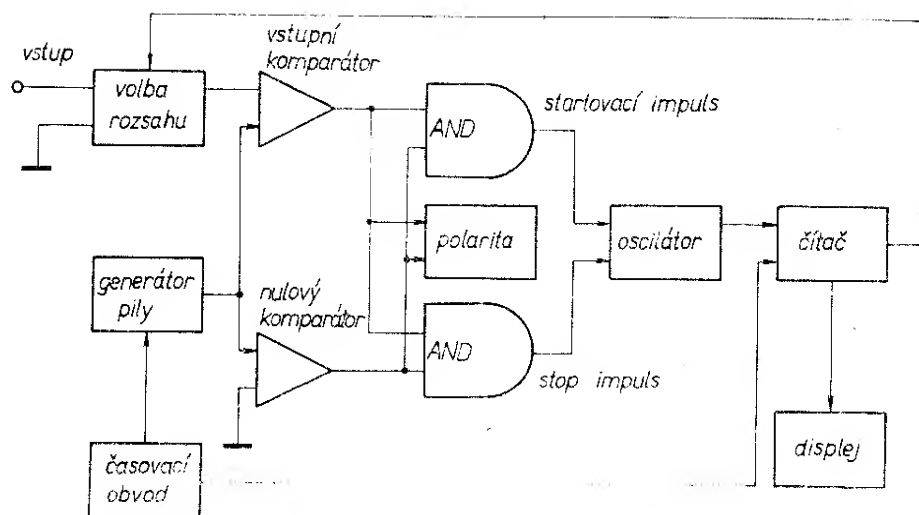 vstup
volba
rozsahu
vstupní
komparátor
AND
startovací impuls
polarita
oscilátor
čítač
generátor
pily
nulový
komparátor
AND
stop impuls
časovací
obvod
displej